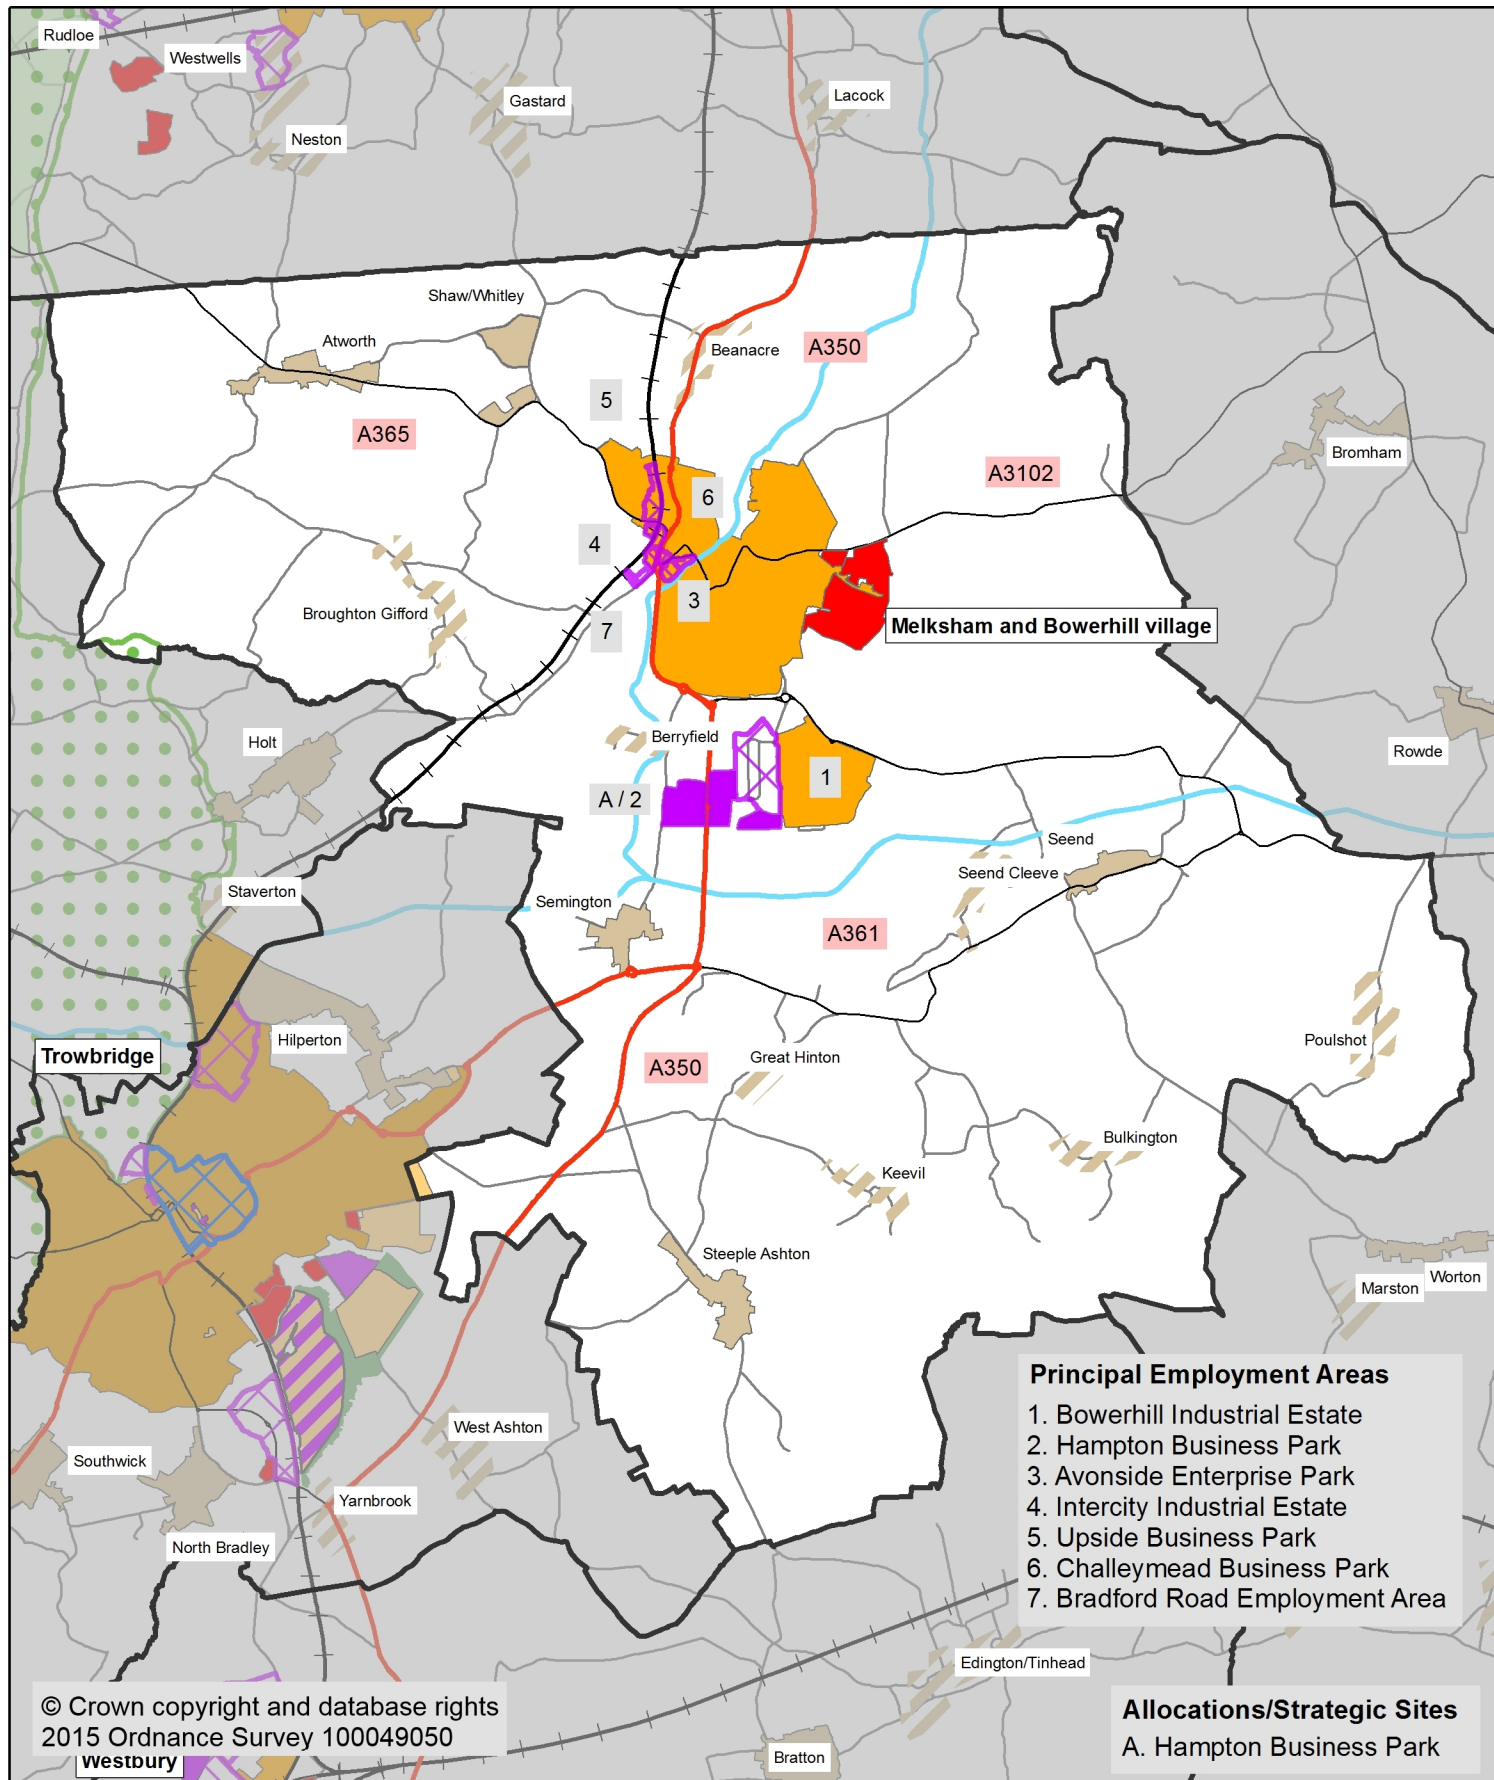 Rudloe
Westwells
Gastard
Lacock
Neston
Shaw/Whitley
Atworth
Beanacre
A350
5
A365
Bromham
A3102
6
4
3
Broughton Gifford
7
Melksham and Bowerhill village
Berryfield
Holt
Rowde
1
A / 2
Seend
Seend Cleeve
Staverton
Semington
A361
Hilperton
Poulshot
Trowbridge
Great Hinton
A350
Bulkington
Keevil
Steeple Ashton
Worton
Marston
Principal Employment Areas
1. Bowerhill Industrial Estate
2. Hampton Business Park
3. Avonside Enterprise Park
4. Intercity Industrial Estate
5. Upside Business Park
6. Challeymead Business Park
7. Bradford Road Employment Area
West Ashton
Southwick
Yarnbrook
North Bradley
Edington/Tinhead
© Crown copyright and database rights
2015 Ordnance Survey 100049050
Westbury
Bratton
Allocations/Strategic Sites
A. Hampton Business Park